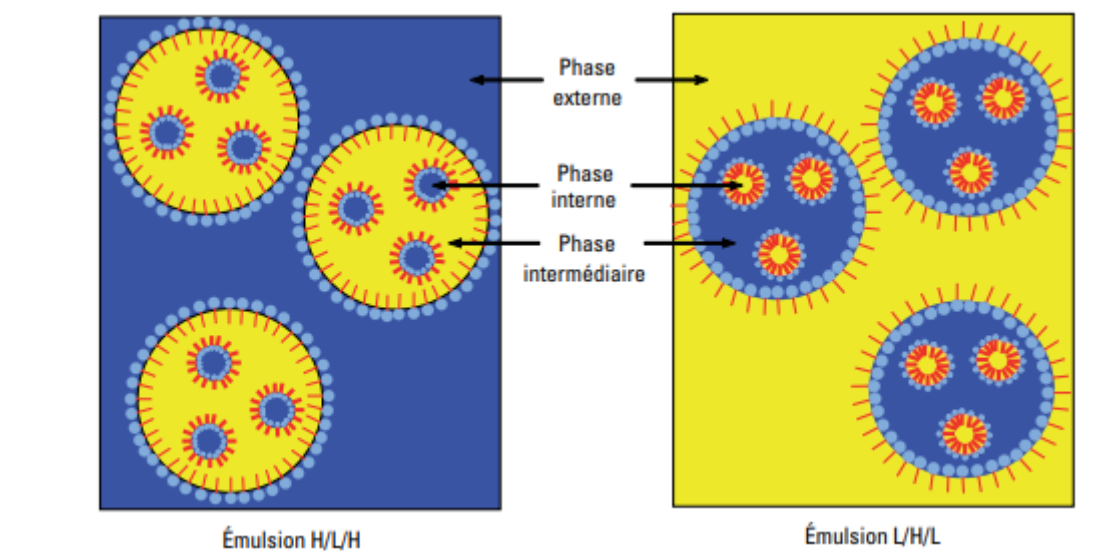 Phase
externe
Phase
interne
Phase
intermédiaire
Émulsion H/L/H
Émulsion L/H/L